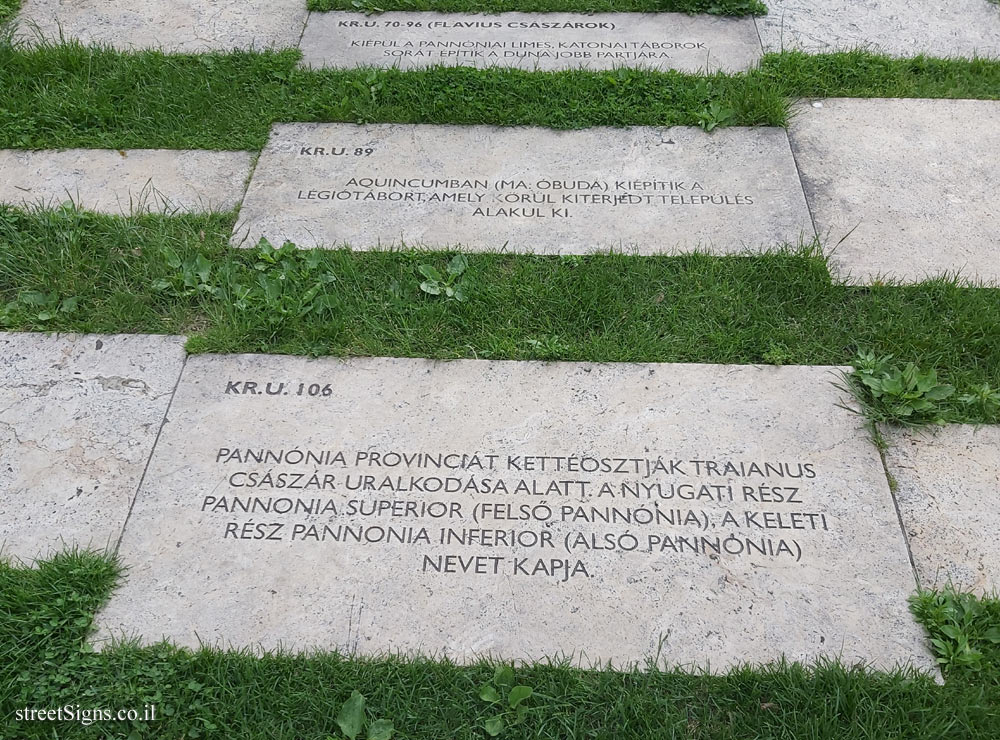 KR.U. 70-96 (FLAVIUS CSÁSZÁROK)
KIÉPÜL A PANNÓNIAI LIMES, KATONAI TÁBOROK
SORÁT ÉPÍTIK A DUNA JOBB PARTJÁRA.
KR.U. 89
AQUINCUMBAN (MA: ÓBUDA) KIÉPÍTIK A
LÉGIÓTÁBORT, AMELY KÖRÜL KITERJEDT TELEPÜLÉS
ALAKUL KI.
KR.U. 106
PANNÓNIA PROVINCIÁT KETTÉOSZTJÁK TRAIANUS
CSÁSZÁR URALKODÁSA ALATT. A NYUGATI RÉSZ
PANNONIA SUPERIOR (FELSŐ PANNÓNIA), A KELETI
RÉSZ PANNONIA INFERIOR (ALSÓ PANNÓNIA)
NEVET KAPJA.
streetSigns.co.il